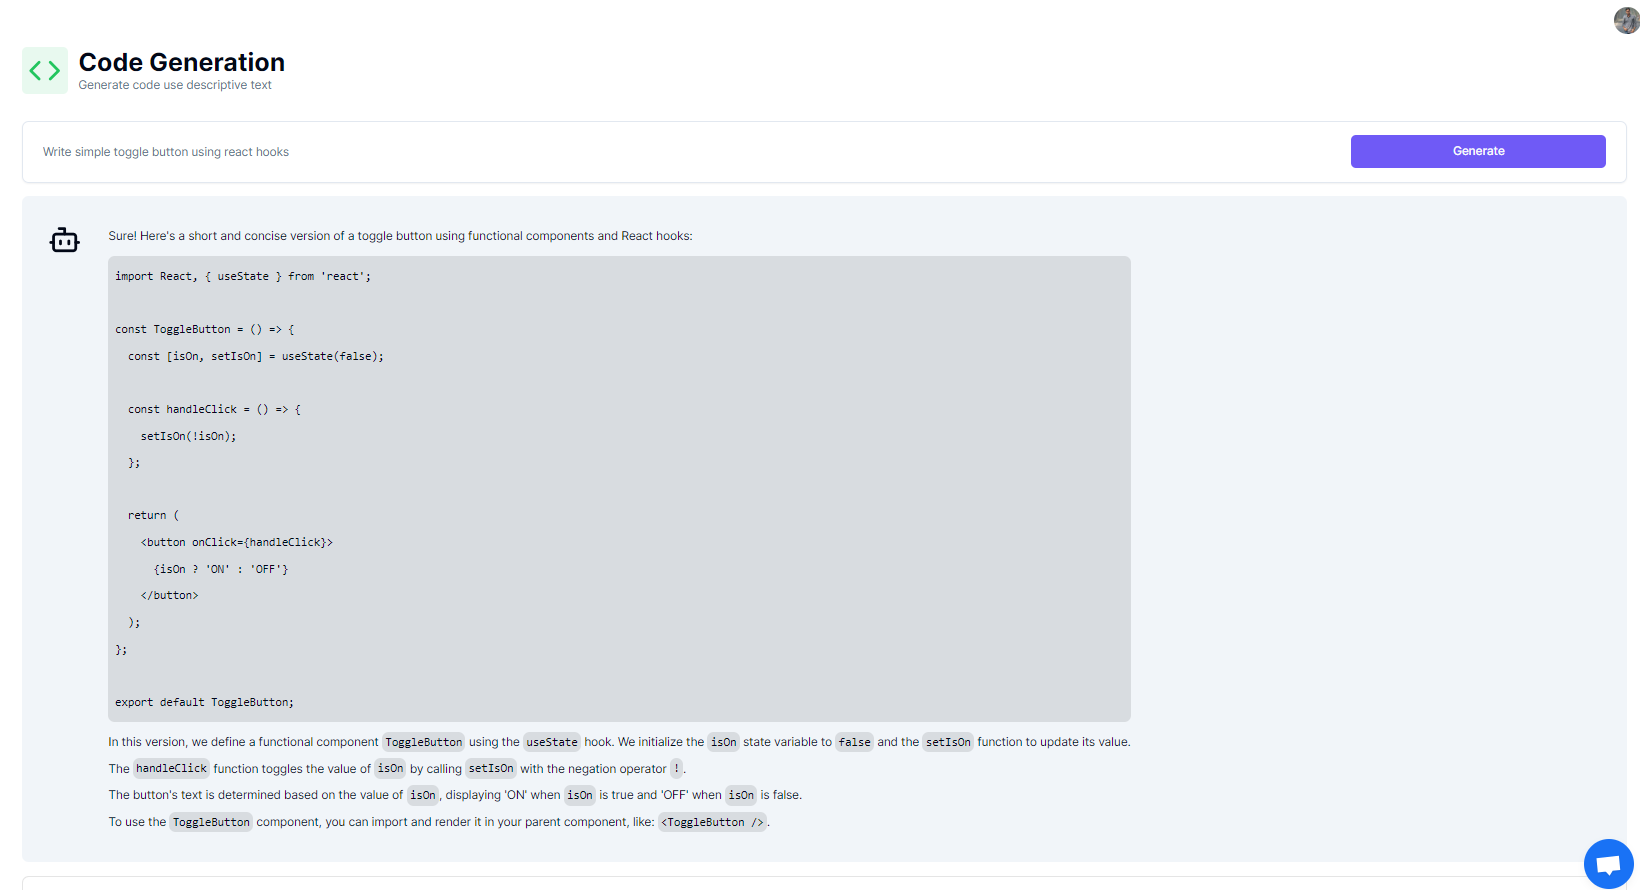 Code Generation
Generate code use descriptive text
Write simple toggle button using react hooks
Generate
Sure! Here's a short and concise version of a toggle button using functional components and React hooks:
import React, { useState } from 'react';
const ToggleButton = () => {
  const [isOn, setIsOn] = useState(false);
  const handleClick = () => {
    setIsOn(!isOn);
  };
  return (
    <button onClick={handleClick}>
      {isOn ? 'ON' : 'OFF'}
    </button>
  );
};
export default ToggleButton;
In this version, we define a functional component ToggleButton using the useState hook. We initialize the isOn state variable to false and the setIsOn function to update its value.
The handleClick function toggles the value of isOn by calling setIsOn with the negation operator !.
The button's text is determined based on the value of isOn, displaying 'ON' when isOn is true and 'OFF' when isOn is false.
To use the ToggleButton component, you can import and render it in your parent component, like: <ToggleButton />.